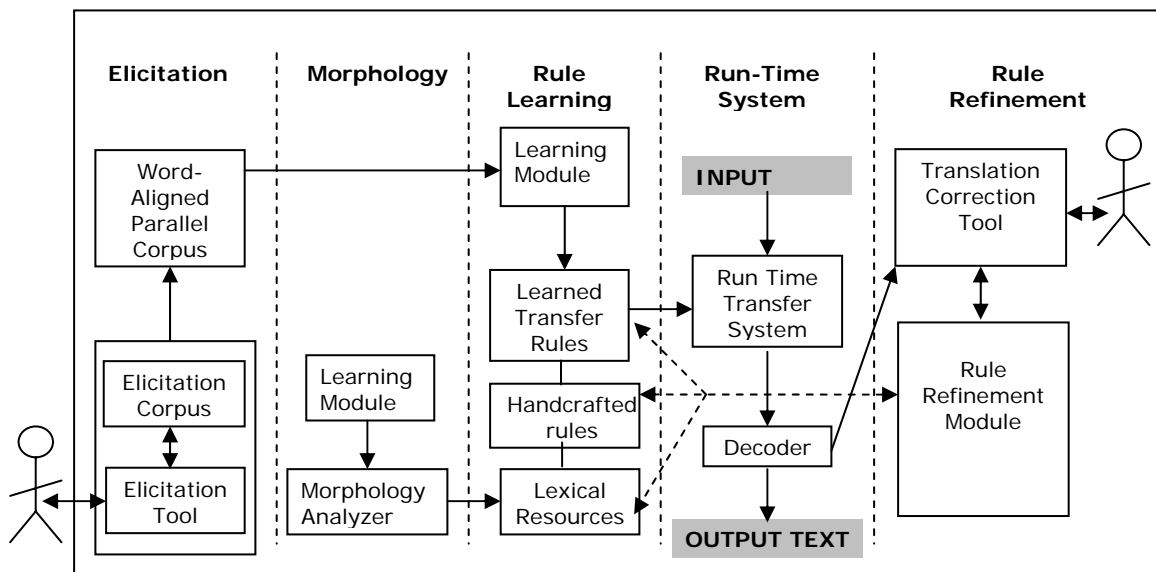 Elicitation
Morphology
Rule
Learning
Run-Time
System
Rule
Refinement
Word-
Aligned
Parallel
Corpus
Elicitation
Corpus
Elicitation
Tool
Learning
Module
Morphology
Analyzer
Learning
Module
Learned
Transfer
Rules
Handcrafted
rules
Lexical
Resources
INPUT
Run Time
Transfer
System
Decoder
OUTPUT TEXT
Translation
Correction
Tool
Rule
Refinement
Module